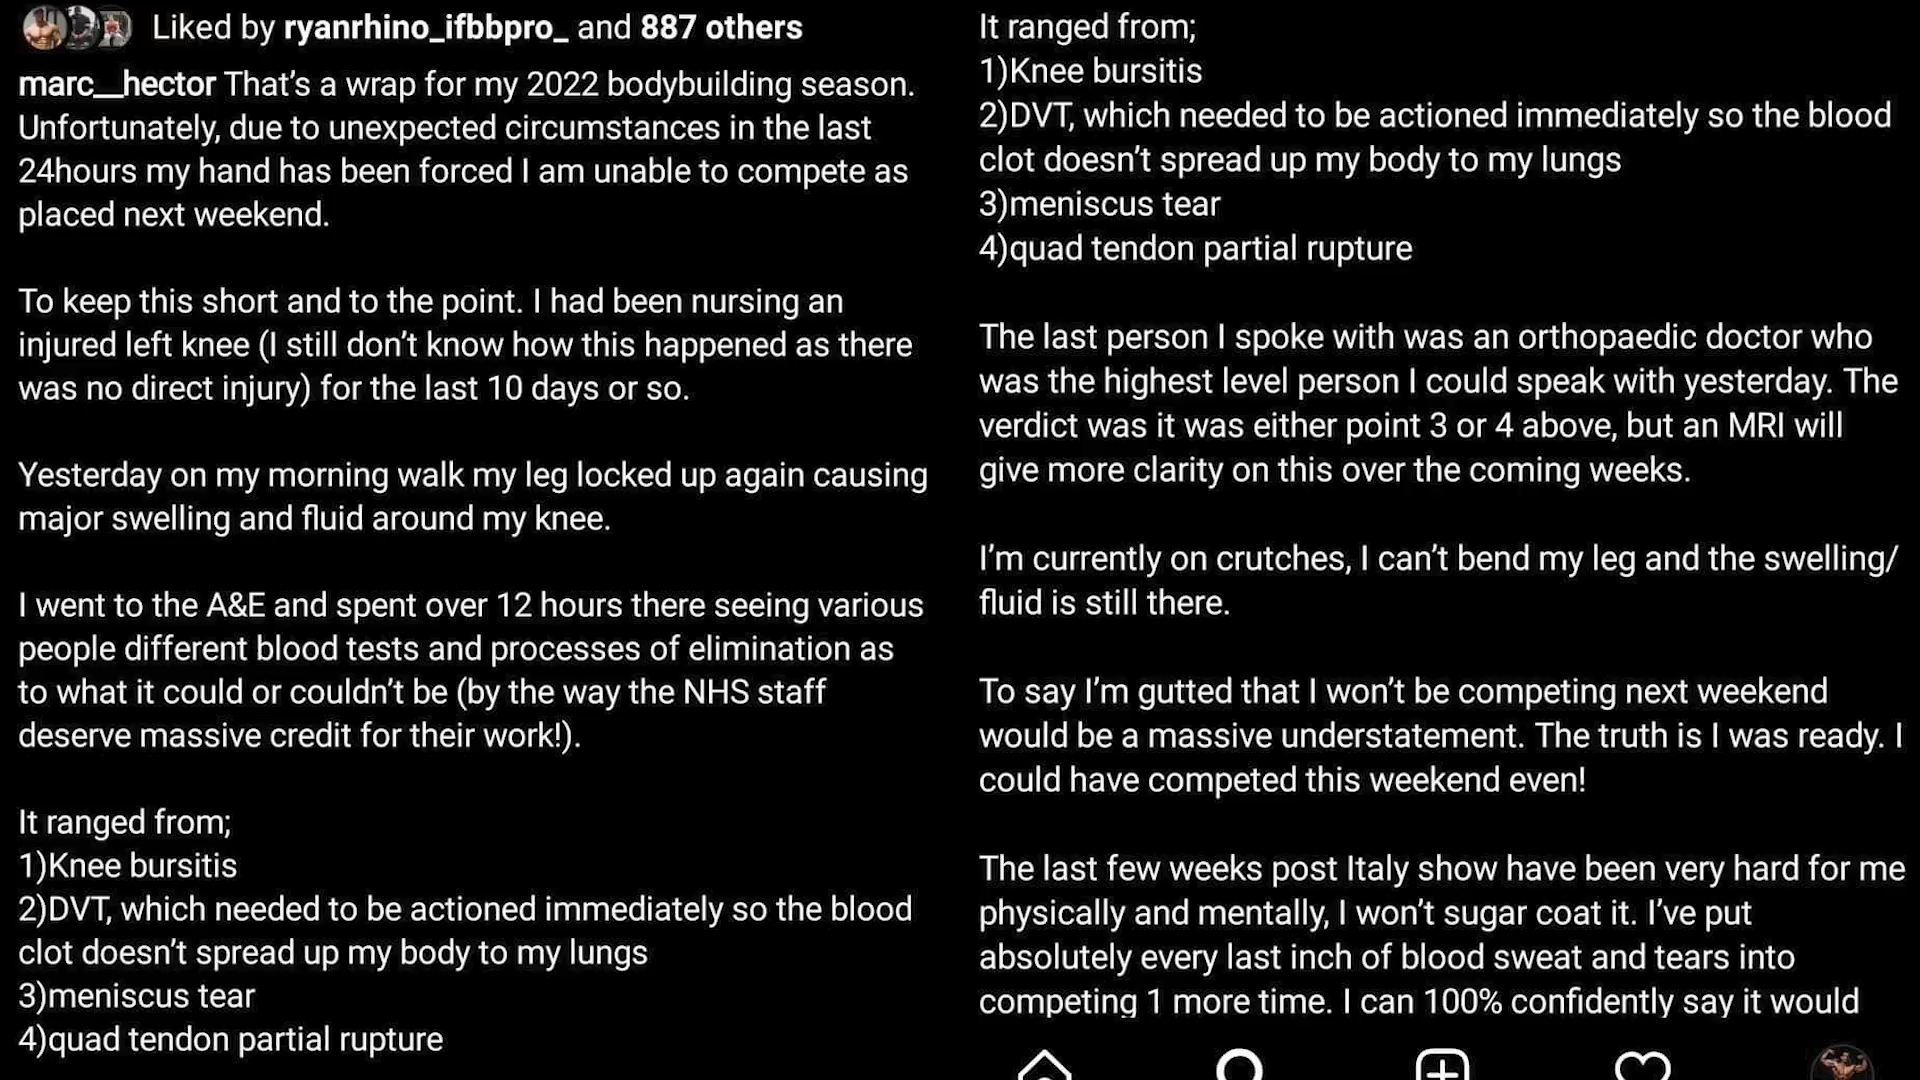 Liked by ryanrhino_ifbbpro_ and 887 others
marc__hector That's a wrap for my 2022 bodybuilding season.
Unfortunately, due to unexpected circumstances in the last
24hours my hand has been forced I am unable to compete as
placed next weekend.
To keep this short and to the point. I had been nursing an
injured left knee (I still don't know how this happened as there
was no direct injury) for the last 10 days or so.
Yesterday on my morning walk my leg locked up again causing
major swelling and fluid around my knee.
I went to the A&E and spent over 12 hours there seeing various
people different blood tests and processes of elimination as
to what it could or couldn't be (by the way the NHS staff
deserve massive credit for their work!).
It ranged from;
1)Knee bursitis
2)DVT, which needed to be actioned immediately so the blood
clot doesn't spread up my body to my lungs
3)meniscus tear
4)quad tendon partial rupture
It ranged from;
1)Knee bursitis
2)DVT, which needed to be actioned immediately so the blood
clot doesn't spread up my body to my lungs
3)meniscus tear
4)quad tendon partial rupture
The last person I spoke with was an orthopaedic doctor who
was the highest level person I could speak with yesterday. The
verdict was it was either point 3 or 4 above, but an MRI will
give more clarity on this over the coming weeks.
I'm currently on crutches, I can't bend my leg and the swelling/
fluid is still there.
To say I'm gutted that I won't be competing next weekend
would be a massive understatement. The truth is I was ready. I
could have competed this weekend even!
The last few weeks post Italy show have been very hard for me
physically and mentally, I won't sugar coat it. I've put
absolutely every last inch of blood sweat and tears into
competing 1 more time. I can 100% confidently say it would